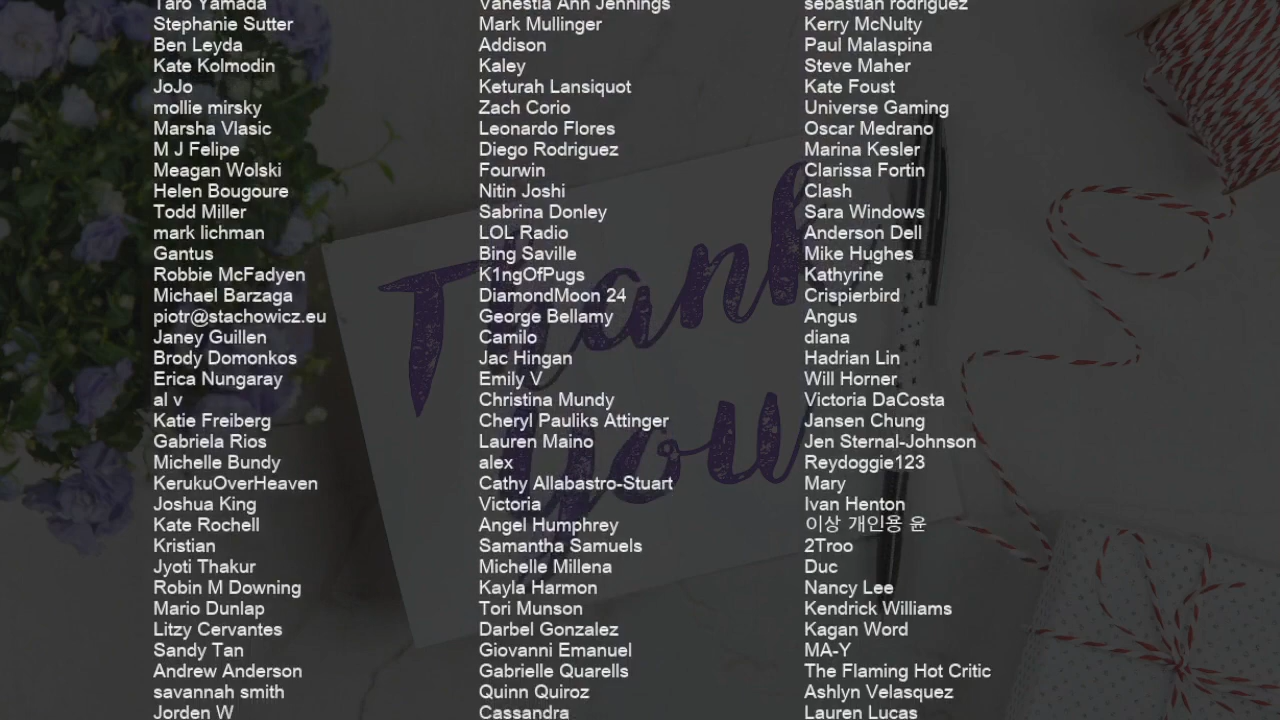 Taro Yamada
Stephanie Sutter
Ben Leyda
Kate Kolmodin
JoJo
mollie mirsky
Marsha Vlasic
M J Felipe
Meagan Wolski
Helen Bougoure
Todd Miller
mark lichman
Gantus
Robbie McFadyen
Michael Barzaga
piotr@stachowicz.eu
Janey Guillen
Brody Domonkos
Erica Nungaray
al v
Katie Freiberg
Gabriela Rios
Michelle Bundy
KerukuOverHeaven
Joshua King
Kate Rochell
Kristian
Jyoti Thakur
Robin M Downing
Mario Dunlap
Litzy Cervantes
Sandy Tan
Andrew Anderson
savannah smith
Jorden W
Vanestia Ann Jennings
Mark Mullinger
Addison
Kaley
Keturah Lansiquot
Zach Corio
Leonardo Flores
Diego Rodriguez
Fourwin
Nitin Joshi
Sabrina Donley
LOL Radio
Bing Saville
K1ngOfPugs
DiamondMoon 24
George Bellamy
Camilo
Jac Hingan
Emily V
Christina Mundy
Cheryl Pauliks Attinger
Lauren Maino
alex
Cathy Allabastro-Stuart
Victoria
Angel Humphrey
Samantha Samuels
Michelle Millena
Kayla Harmon
Tori Munson
Darbel Gonzalez
Giovanni Emanuel
Gabrielle Quarells
Quinn Quiroz
Cassandra
sebastian rodriguez
Kerry McNulty
Paul Malaspina
Steve Maher
Kate Foust
Universe Gaming
Oscar Medrano
Marina Kesler
Clarissa Fortin
Clash
Sara Windows
Anderson Dell
Mike Hughes
Kathyrine
Crispierbird
Angus
diana
Hadrian Lin
Will Horner
Victoria DaCosta
Jansen Chung
Jen Sternal-Johnson
Reydoggie123
Mary
Ivan Henton
이상 개인용 윤
2Troo
Duc
Nancy Lee
Kendrick Williams
Kagan Word
MA-Y
The Flaming Hot Critic
Ashlyn Velasquez
Lauren Lucas
Thank
you